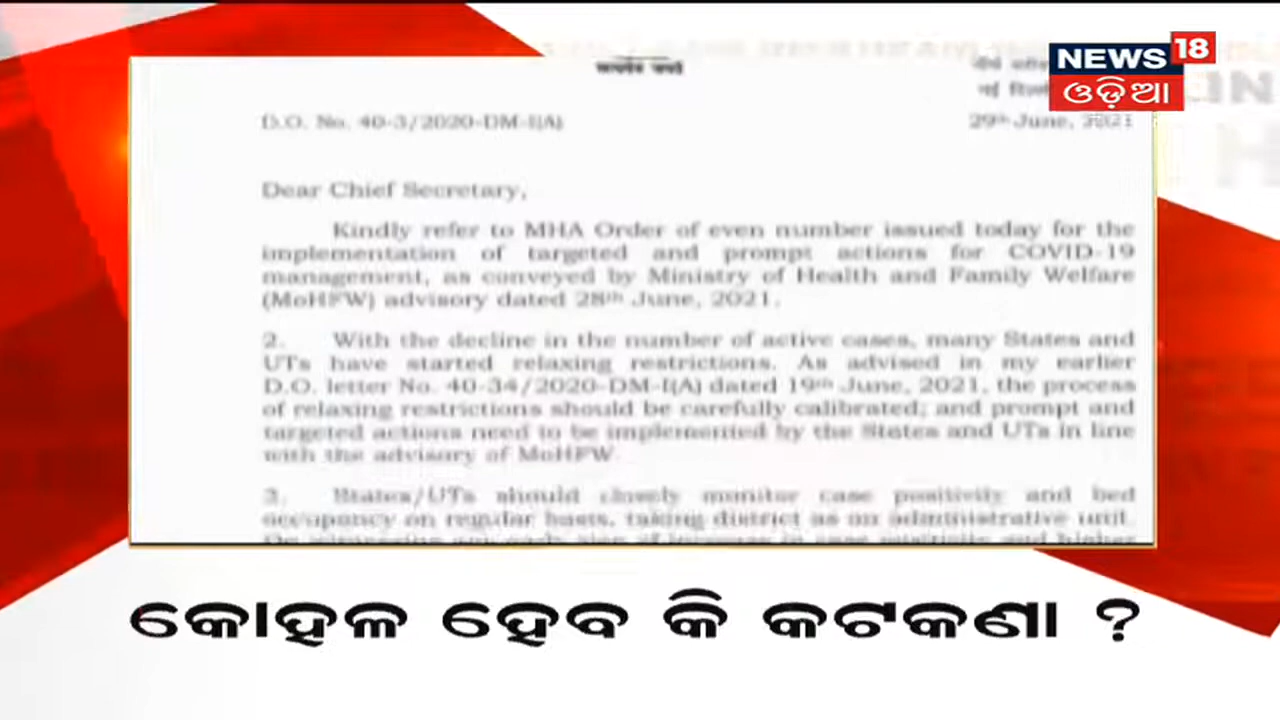 NEWS 18
ଓଡ଼ିଆ
D.O. No. 40-3/2020-DM-I(A)
29th June, 2021
Dear Chief Secretary,
Kindly refer to MHA Order of even number issued today for the
implementation of targeted and prompt actions for COVID-19
management, as conveyed by Ministry of Health and Family Welfare
(MoHFW) advisory dated 28th June, 2021.
2. With the decline in the number of active cases, many States and
UTs have started relaxing restrictions. As advised in my earlier
D.O. letter No. 40-34/2020-DM-I(A) dated 19th June, 2021, the process
of relaxing restrictions should be carefully calibrated; and prompt and
targeted actions need to be implemented by the States and UTs in line
with the advisory of MoHFW.
3. States/UTs should closely monitor case positivity and bed
occupancy on regular basis, taking district as an administrative unit.
କୋହଳ ହେବ କି କଟକଣା ?